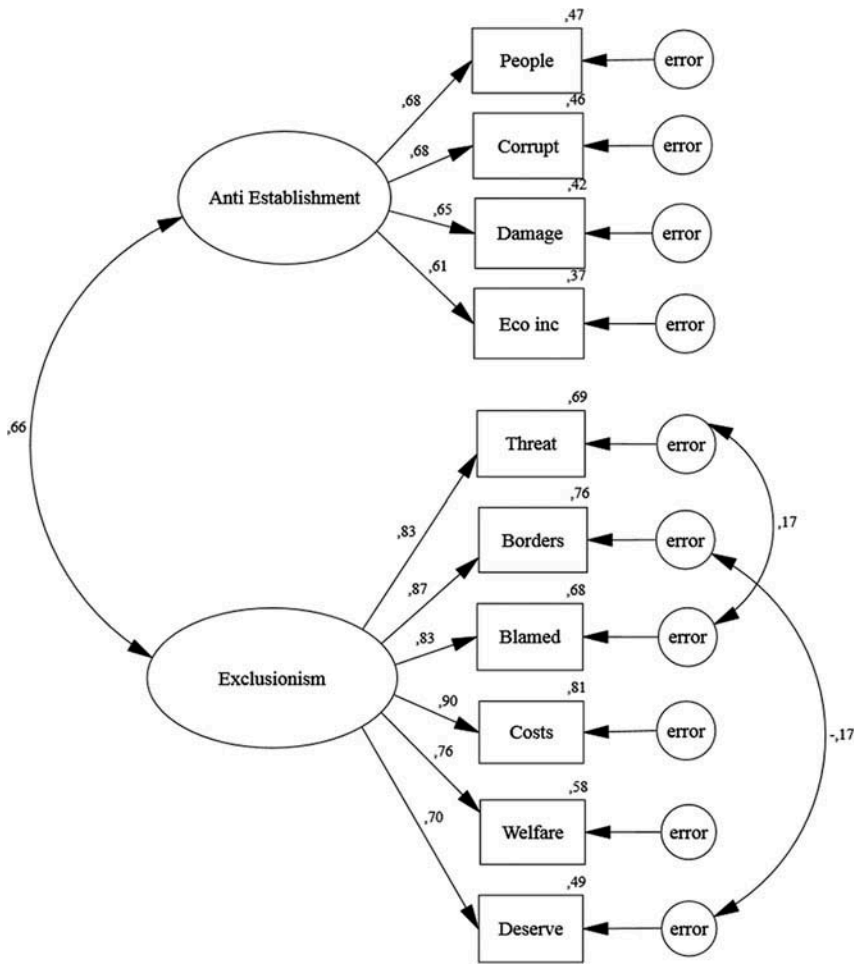 ,47
People
error
,68
,46
Corrupt
error
,68
Anti Establishment
,42
Damage
error
,65
,37
Eco inc
error
,61
,66
,69
Threat
error
,83
,76
Borders
error
,17
,87
,68
Blamed
error
,83
Exclusionism
,81
Costs
error
,90
-,17
,76
,58
Welfare
error
,70
,49
Deserve
error